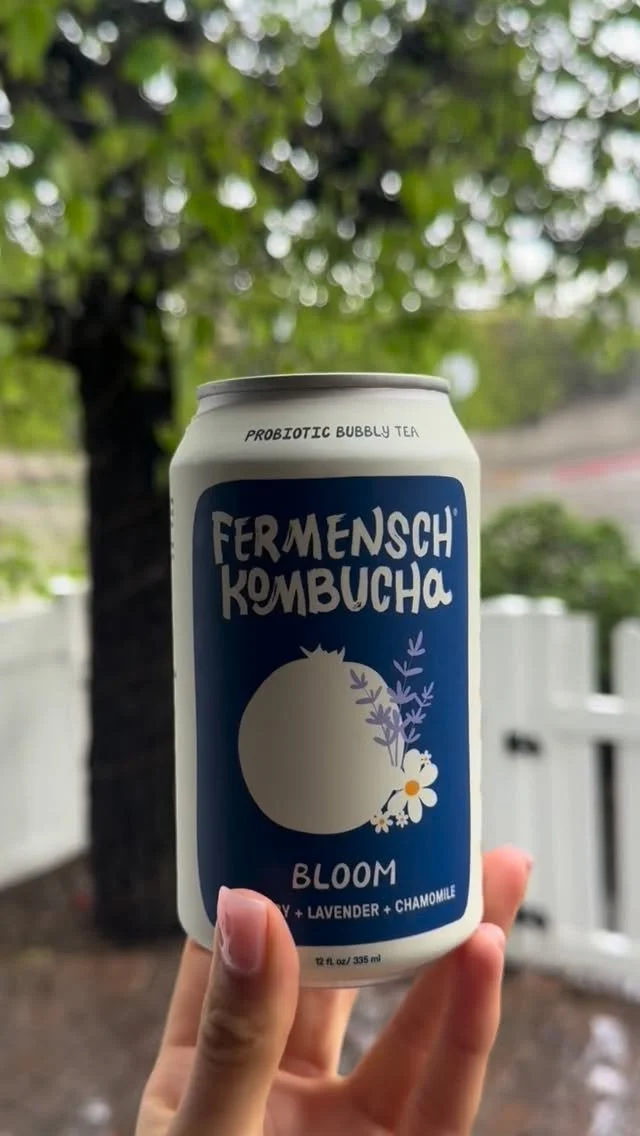 PROBIOTIC BUBBLY TEA
FERMENSCH®
KOMBUCHA
BLOOM
+ LAVENDER + CHAMOMILE
12 fl. oz/ 335 ml